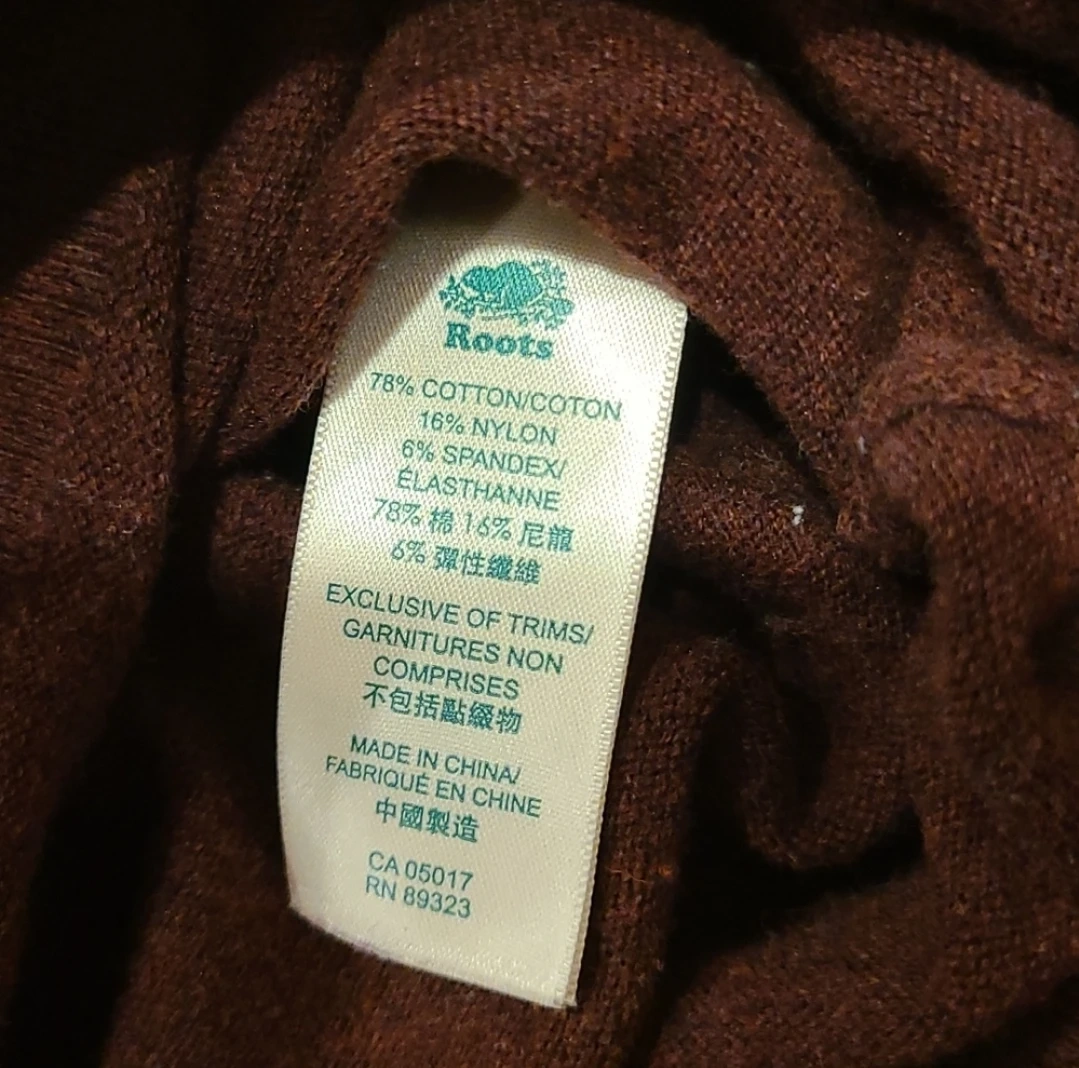 Roots
78% COTTON/COTON
16% NYLON
6% SPANDEX/
ÉLASTHANNE
78% 棉 16% 尼龍
6% 彈性纖維
EXCLUSIVE OF TRIMS/
GARNITURES NON
COMPRISES
不包括點綴物
MADE IN CHINA/
FABRIQUÉ EN CHINE
中國製造
CA 05017
RN 89323